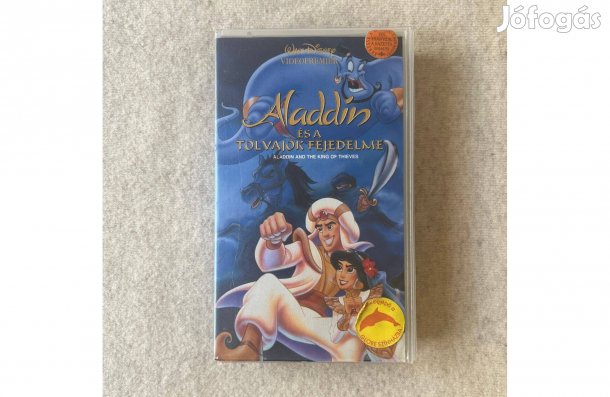 Jófogás
Walt Disney
VIDEOPREMIER
Aladdin
ÉS A
TOLVAJOK FEJEDELME
ALADDIN AND THE KING OF THIEVES